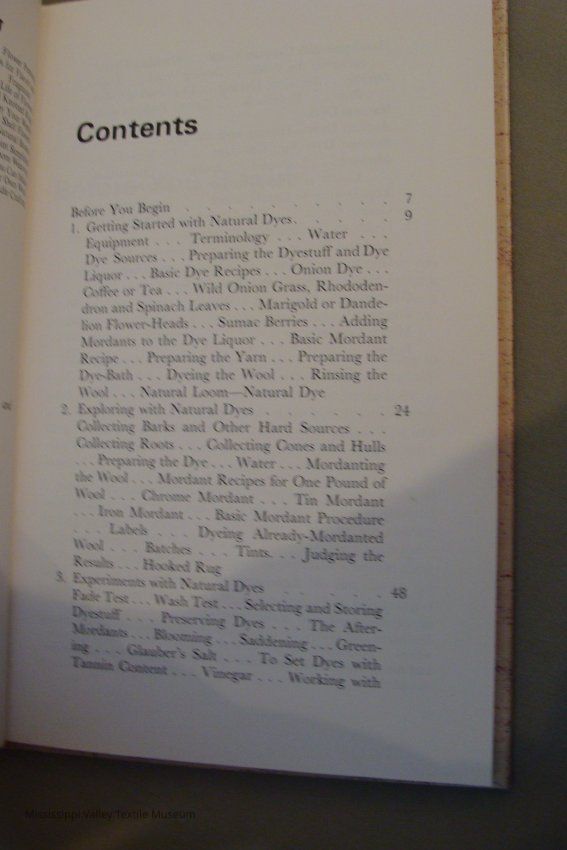 Contents
Before You Begin . . . . . . . . . 7
1. Getting Started with Natural Dyes. . . . . 9
Equipment . . . Terminology . . . Water . . .
Dye Sources . . . Preparing the Dyestuff and Dye
Liquor . . . Basic Dye Recipes . . . Onion Dye . . .
Coffee or Tea . . . Wild Onion Grass, Rhododen-
dron and Spinach Leaves . . . Marigold or Dande-
lion Flower-Heads . . . Sumac Berries . . . Adding
Mordants to the Dye Liquor . . . Basic Mordant
Recipe . . . Preparing the Yarn . . . Preparing the
Dye-Bath . . . Dyeing the Wool . . . Rinsing the
Wool . . . Natural Loom—Natural Dye
2. Exploring with Natural Dyes . . . . . . 24
Collecting Barks and Other Hard Sources . . .
Collecting Roots . . . Collecting Cones and Hulls
. . . Preparing the Dye . . . Water . . . Mordanting
the Wool . . . Mordant Recipes for One Pound of
Wool . . . Chrome Mordant . . . Tin Mordant
. . . Iron Mordant . . . Basic Mordant Procedure
. . . Labels . . . Dyeing Already-Mordanted
Wool . . . Batches . . . Tints. . . Judging the
Results . . . Hooked Rug
3. Experiments with Natural Dyes . . . . . . 48
Fade Test . . . Wash Test . . . Selecting and Storing
Dyestuff . . . Preserving Dyes . . . The After-
Mordants . . . Blooming . . . Saddening . . . Green-
ing . . . Glauber's Salt . . . To Set Dyes with
Tannin Content . . . Vinegar . . . Working with
Mississippi Valley Textile Museum